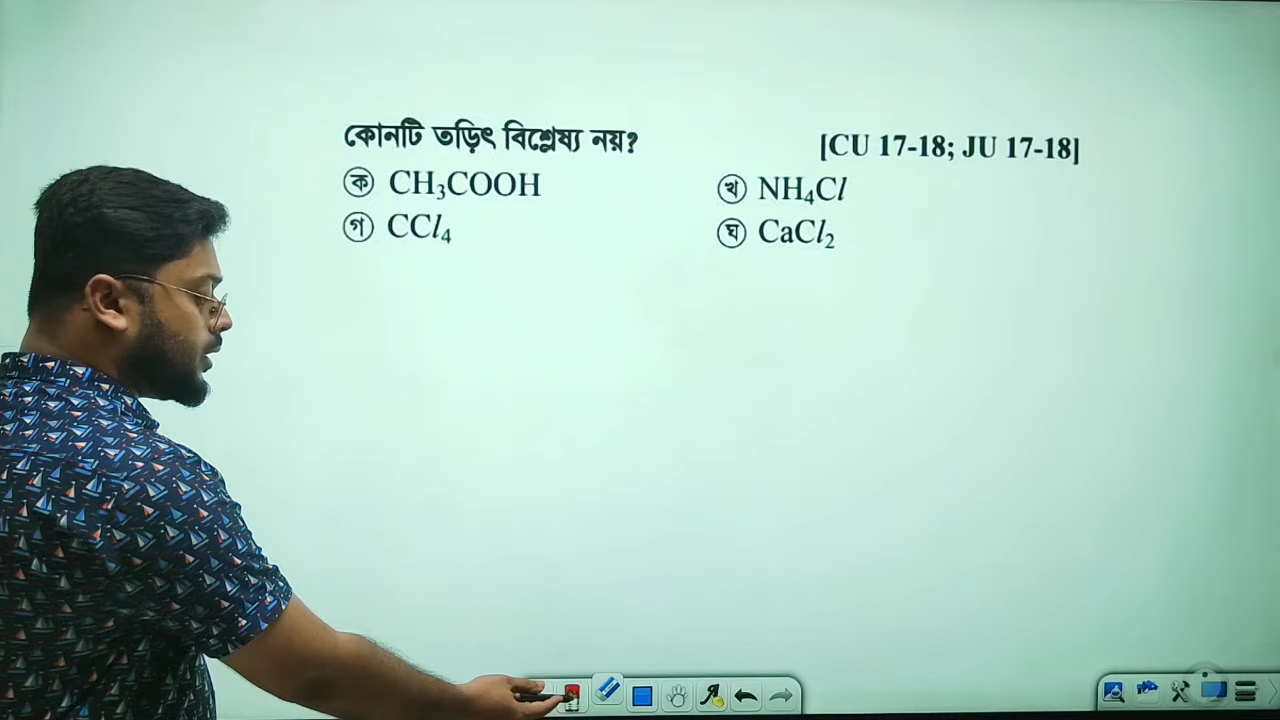 কোনটি তড়িৎ বিশ্লেষ্য নয়? [CU 17-18; JU 17-18]
ক CH₃COOH খ NH₄Cl
গ CCl₄ ঘ CaCl₂